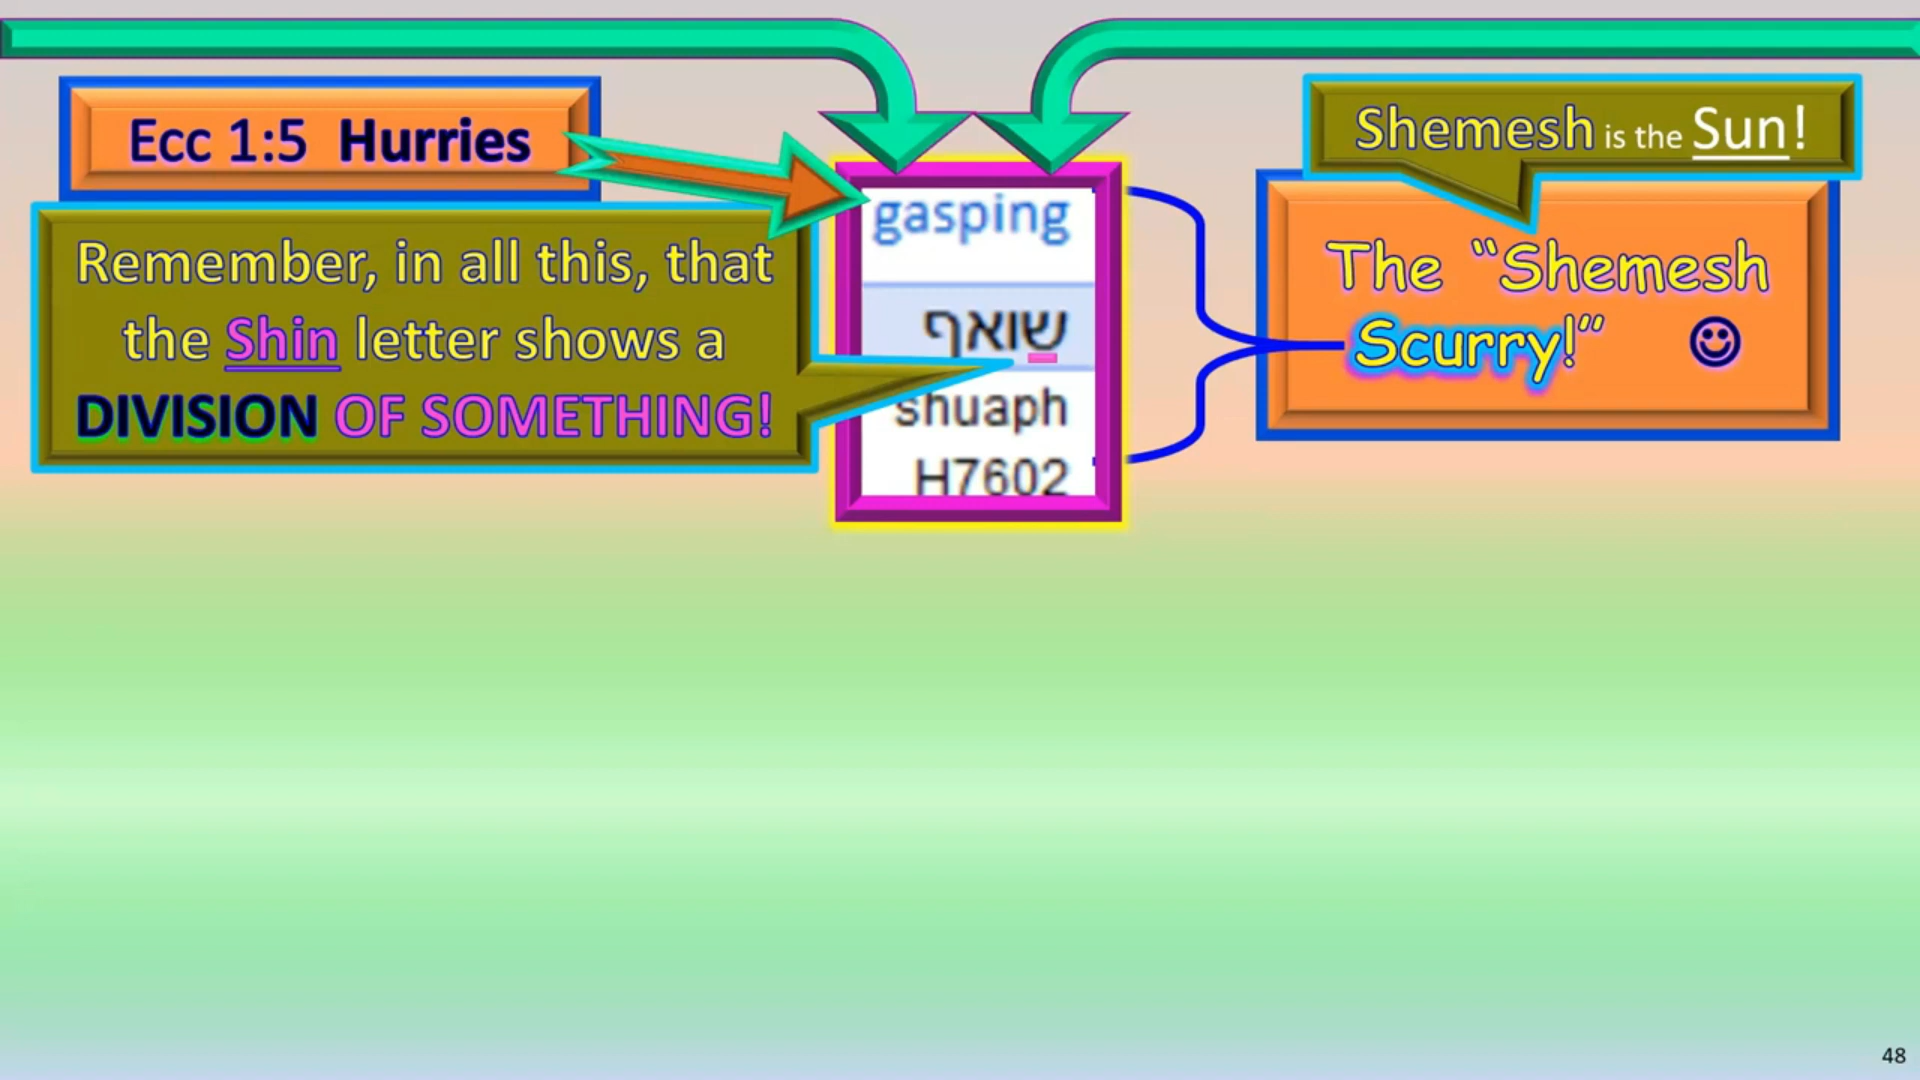 Ecc 1:5 Hurries
Remember, in all this, that
the Shin letter shows a
DIVISION OF SOMETHING!
gasping
שואף
shuaph
H7602
Shemesh is the Sun!
The “Shemesh
Scurry!” ☺
48